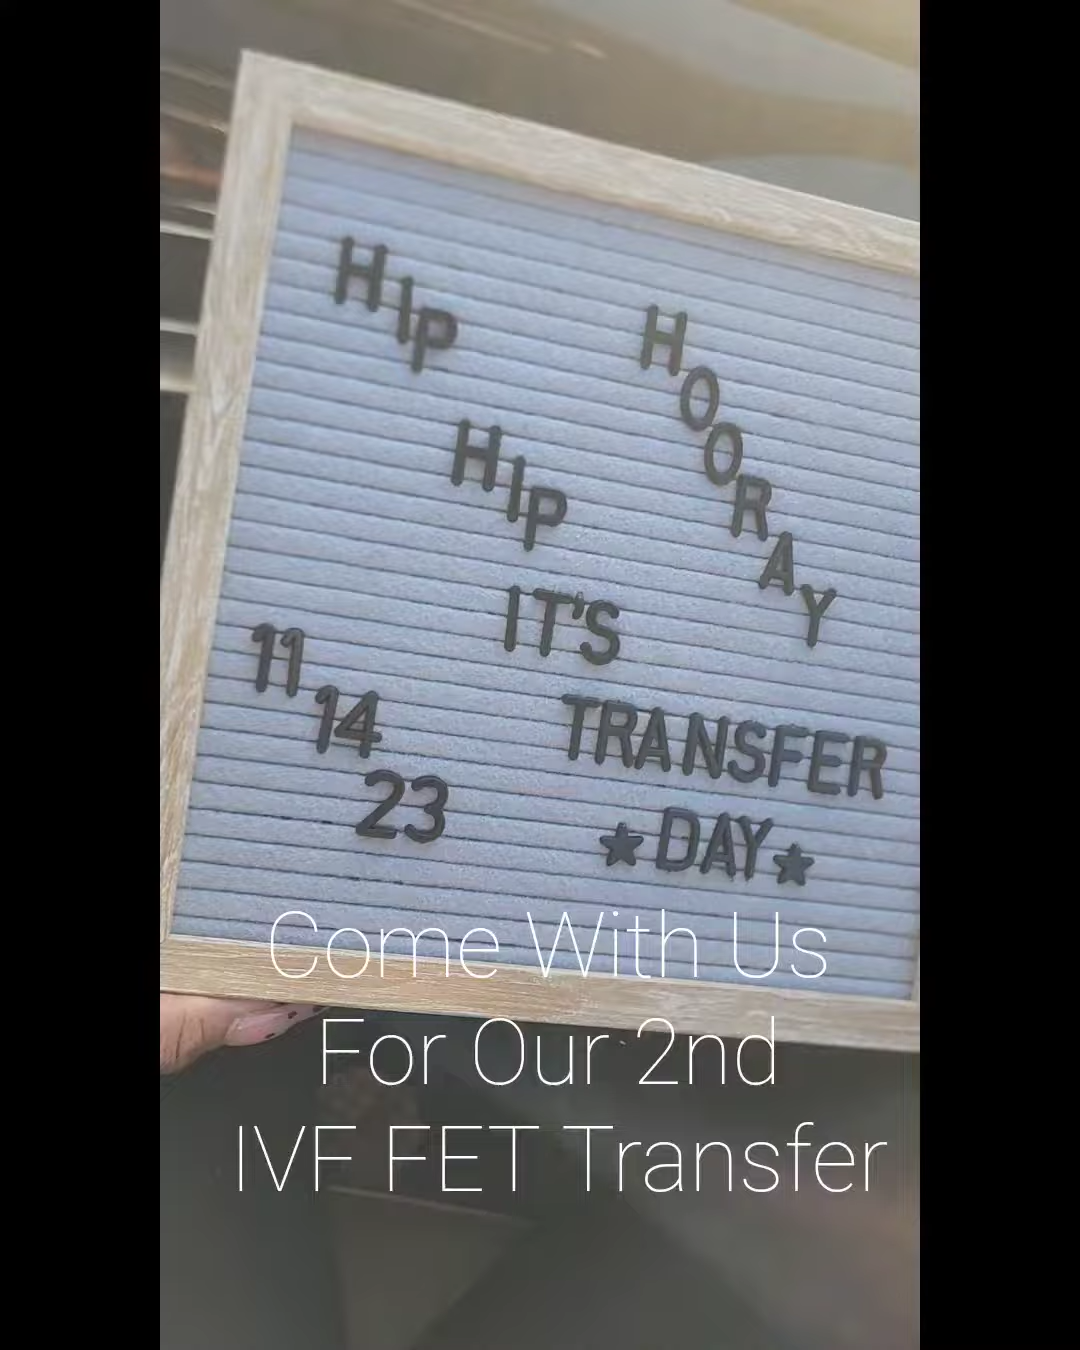 HIP
HIP
HOORAY
IT'S
TRANSFER
★DAY★
11
14
23
Come With Us
For Our 2nd
IVF FET Transfer